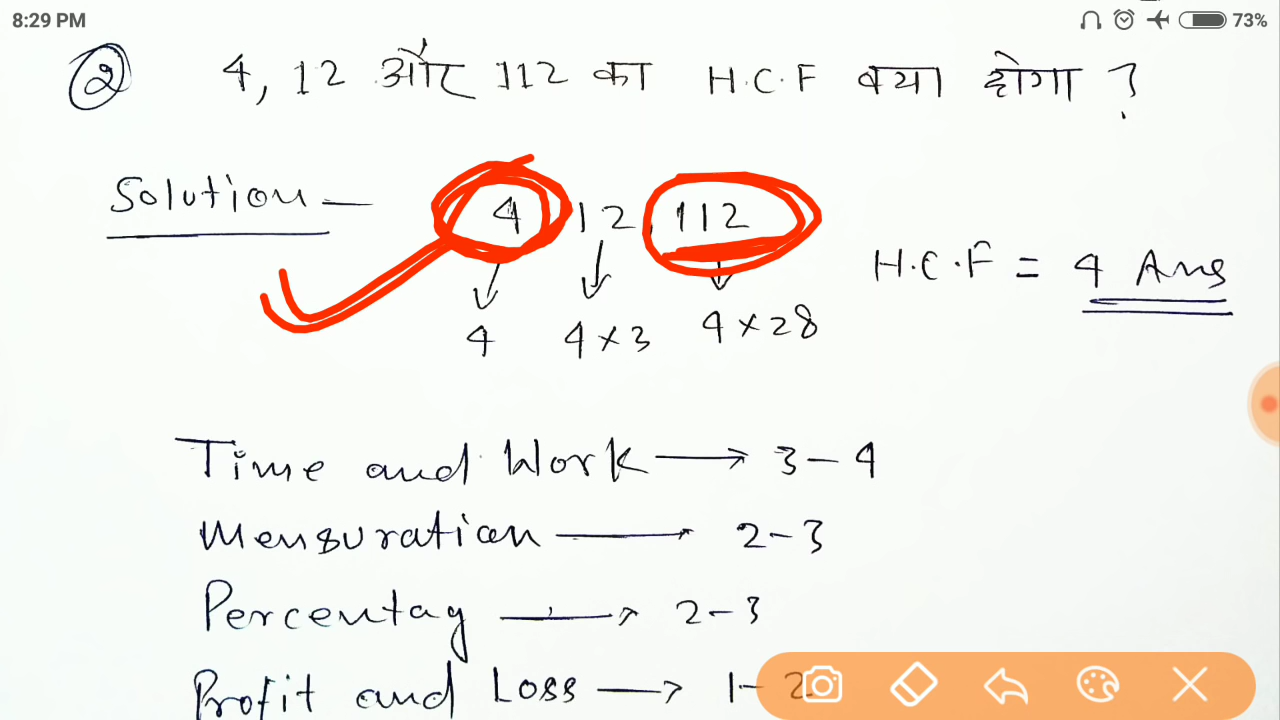 8:29 PM 73%
② 4, 12 और 112 का H.C.F क्या होगा ?
Solution —
4 12, 112
H.C.F = 4 Ans
4 4×3 4×28
Time and Work → 3-4
Mensuration → 2-3
Percentag → 2-3
Profit and Loss → 1-2